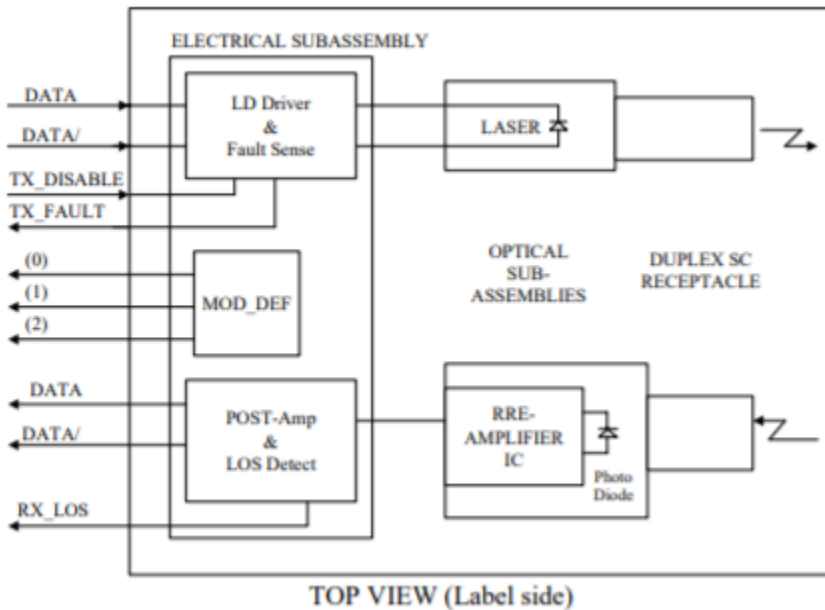 ELECTRICAL SUBASSEMBLY
DATA
DATA/
TX_DISABLE
TX_FAULT
LD Driver
&
Fault Sense
LASER
(0)
(1)
(2)
MOD_DEF
OPTICAL
SUB-
ASSEMBLIES
DUPLEX SC
RECEPTACLE
DATA
DATA/
RX_LOS
POST-Amp
&
LOS Detect
RRE-
AMPLIFIER
IC
Photo
Diode
TOP VIEW (Label side)